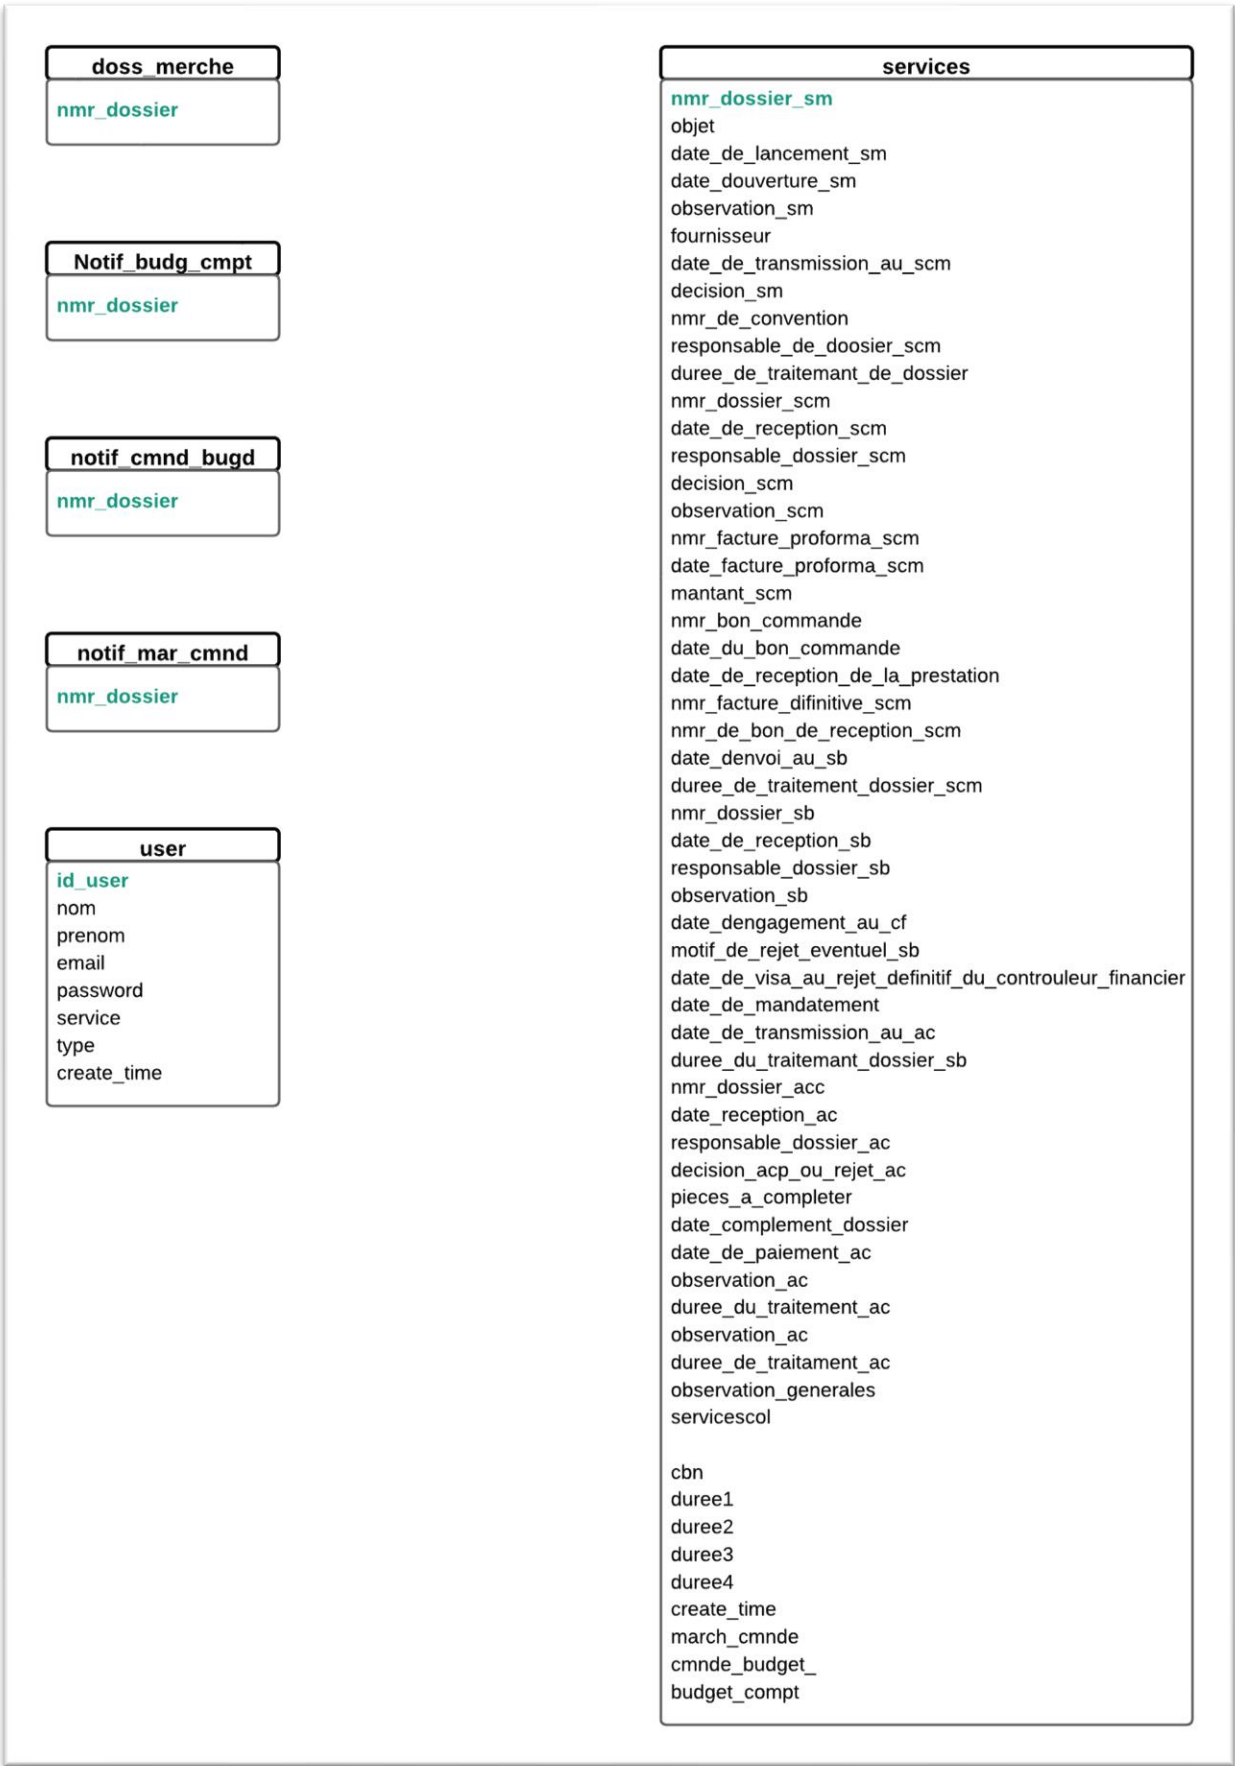 doss_merche
nmr_dossier
Notif_budg_cmpt
nmr_dossier
notif_cmnd_bugd
nmr_dossier
notif_mar_cmnd
nmr_dossier
user
id_user
nom
prenom
email
password
service
type
create_time
services
nmr_dossier_sm
objet
date_de_lancement_sm
date_douverture_sm
observation_sm
fournisseur
date_de_transmission_au_scm
decision_sm
nmr_de_convention
responsable_de_doosier_scm
duree_de_traitemant_de_dossier
nmr_dossier_scm
date_de_reception_scm
responsable_dossier_scm
decision_scm
observation_scm
nmr_facture_proforma_scm
date_facture_proforma_scm
mantant_scm
nmr_bon_commande
date_du_bon_commande
date_de_reception_de_la_prestation
nmr_facture_difinitive_scm
nmr_de_bon_de_reception_scm
date_denvoi_au_sb
duree_de_traitement_dossier_scm
nmr_dossier_sb
date_de_reception_sb
responsable_dossier_sb
observation_sb
date_dengagement_au_cf
motif_de_rejet_eventuel_sb
date_de_visa_au_rejet_definitif_du_controuleur_financier
date_de_mandatement
date_de_transmission_au_ac
duree_du_traitemant_dossier_sb
nmr_dossier_acc
date_reception_ac
responsable_dossier_ac
decision_acp_ou_rejet_ac
pieces_a_completer
date_complement_dossier
date_de_paiement_ac
observation_ac
duree_du_traitement_ac
observation_ac
duree_de_traitament_ac
observation_generales
servicescol
cbn
duree1
duree2
duree3
duree4
create_time
march_cmnde
cmnde_budget_
budget_compt